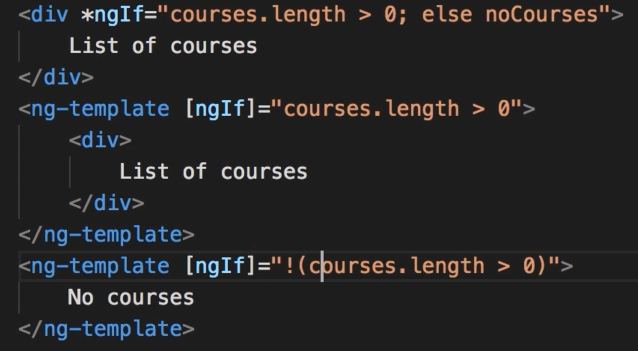 <div *ngIf="courses.length > 0; else noCourses">
    List of courses
</div>
<ng-template [ngIf]="courses.length > 0">
    <div>
        List of courses
    </div>
</ng-template>
<ng-template [ngIf]="!(courses.length > 0)">
    No courses
</ng-template>